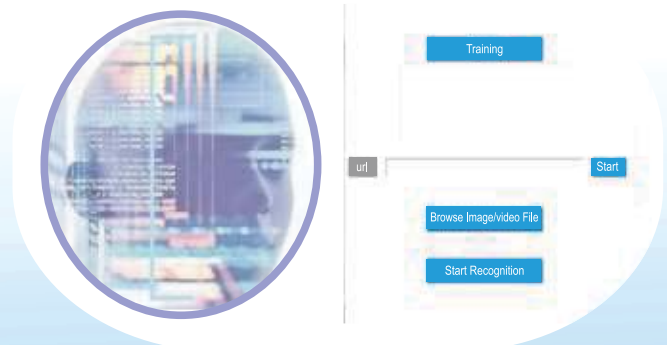 Training
url
Start
Browse Image/video File
Start Recognition